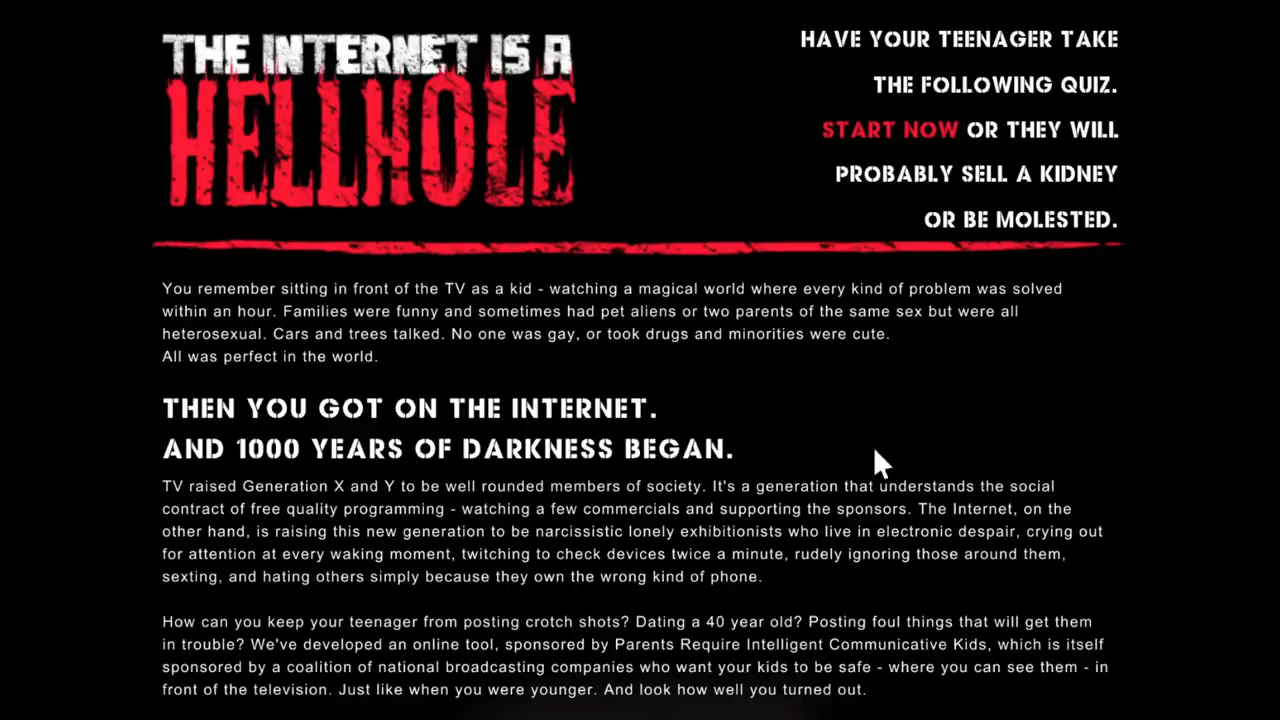 THE INTERNET IS A
HELLHOLE
HAVE YOUR TEENAGER TAKE
THE FOLLOWING QUIZ.
START NOW OR THEY WILL
PROBABLY SELL A KIDNEY
OR BE MOLESTED.
You remember sitting in front of the TV as a kid - watching a magical world where every kind of problem was solved
within an hour. Families were funny and sometimes had pet aliens or two parents of the same sex but were all
heterosexual. Cars and trees talked. No one was gay, or took drugs and minorities were cute.
All was perfect in the world.
THEN YOU GOT ON THE INTERNET.
AND 1000 YEARS OF DARKNESS BEGAN.
TV raised Generation X and Y to be well rounded members of society. It's a generation that understands the social
contract of free quality programming - watching a few commercials and supporting the sponsors. The Internet, on the
other hand, is raising this new generation to be narcissistic lonely exhibitionists who live in electronic despair, crying out
for attention at every waking moment, twitching to check devices twice a minute, rudely ignoring those around them,
sexting, and hating others simply because they own the wrong kind of phone.
How can you keep your teenager from posting crotch shots? Dating a 40 year old? Posting foul things that will get them
in trouble? We've developed an online tool, sponsored by Parents Require Intelligent Communicative Kids, which is itself
sponsored by a coalition of national broadcasting companies who want your kids to be safe - where you can see them - in
front of the television. Just like when you were younger. And look how well you turned out.